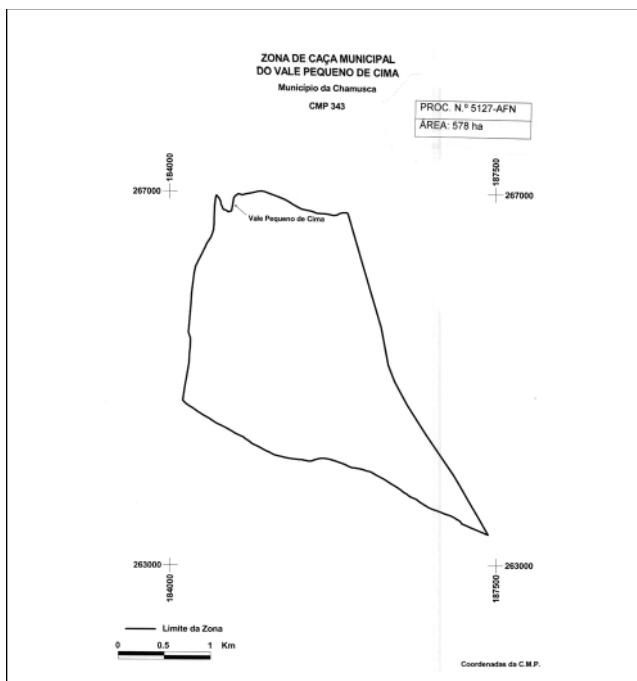 ZONA DE CAÇA MUNICIPAL
DO VALE PEQUENO DE CIMA
Município da Chamusca
CMP 343
PROC. N.º 5127-AFN
ÁREA: 578 ha
184000
187500
267000
267000
Vale Pequeno de Cima
263000
263000
184000
187500
Limite da Zona
0 0.5 1 Km
Coordenadas da C.M.P.